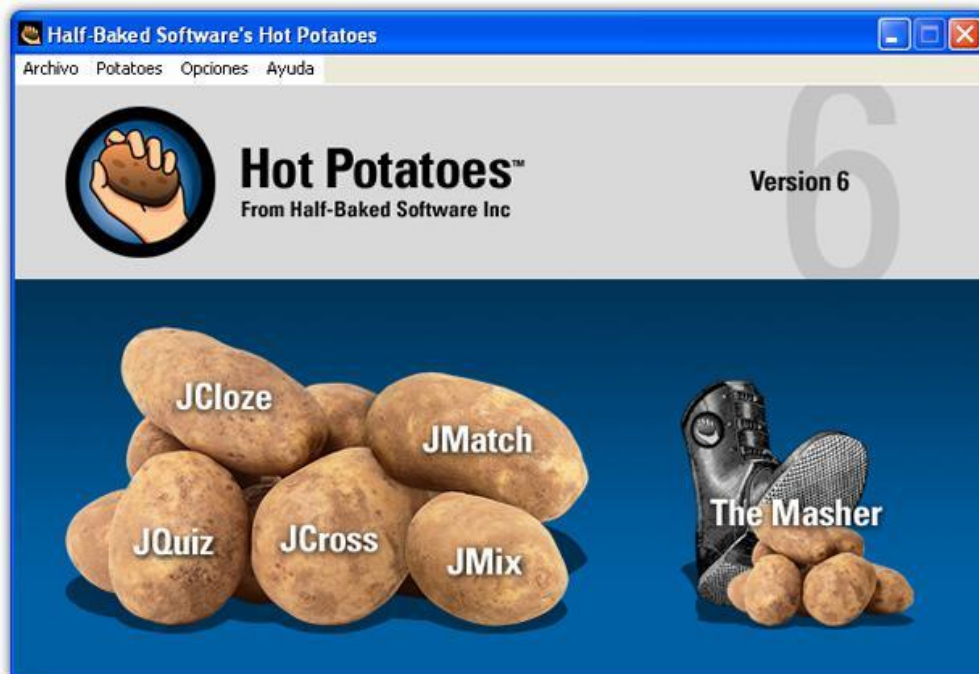 Half-Baked Software's Hot Potatoes
Archivo Potatoes Opciones Ayuda
Hot Potatoes™
From Half-Baked Software Inc
Version 6
6
JCloze
JMatch
JQuiz
JCross
JMix
The Masher